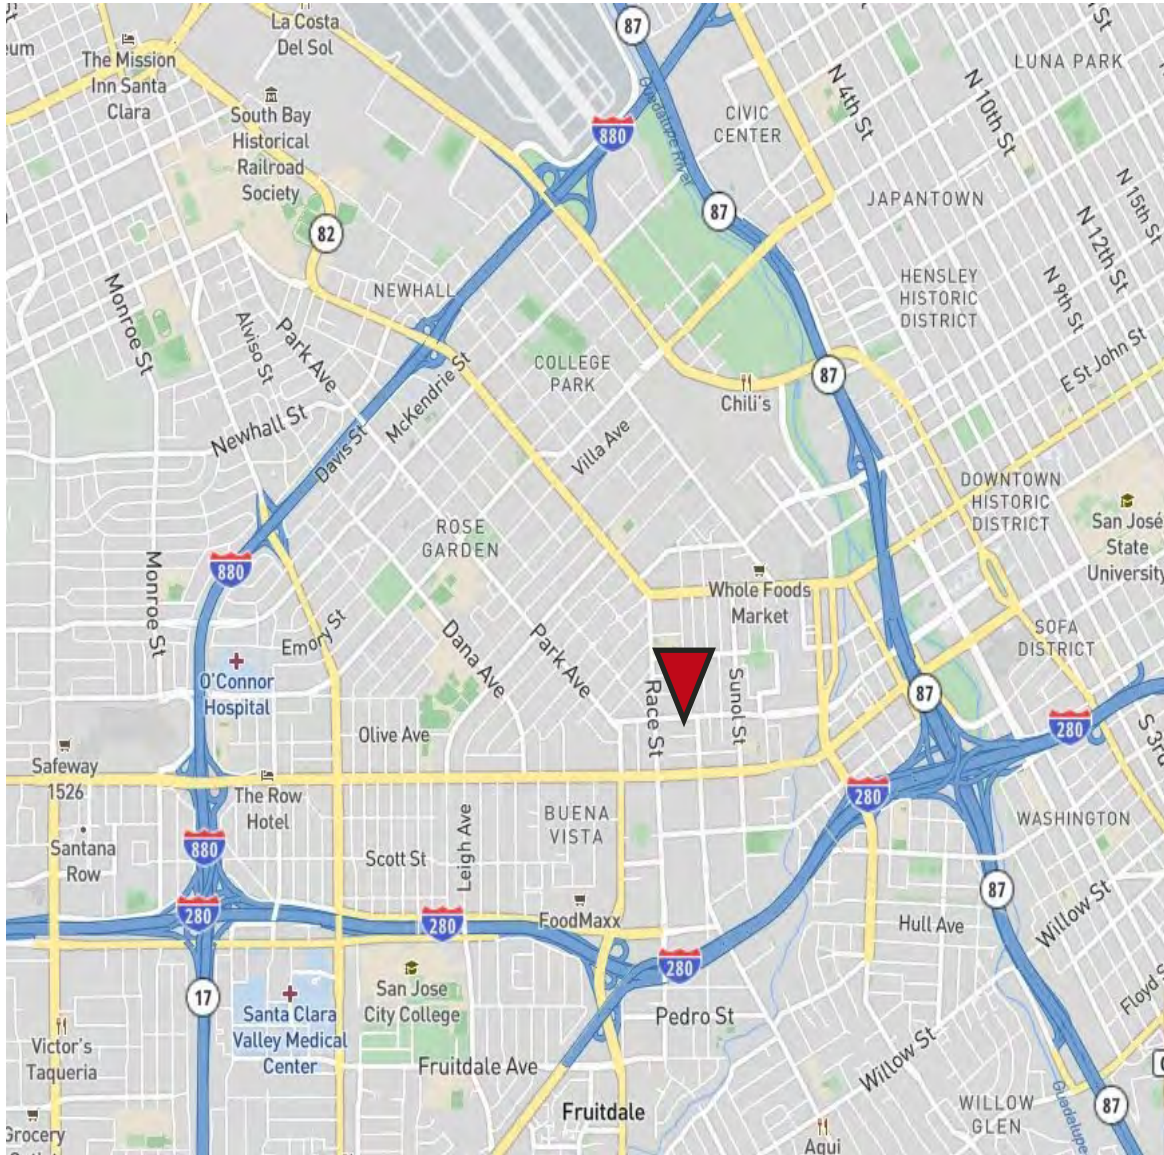 La Costa
Del Sol
87
eum
The Mission
Inn Santa
Clara
LUNA PARK
N 4th St
N 10th St
South Bay
Historical
Railroad
Society
CIVIC
CENTER
880
Guadalupe River
N 15th St
JAPANTOWN
87
N 12th St
82
HENSLEY
HISTORIC
DISTRICT
N 9th St
NEWHALL
Monroe St
Alviso St
Park Ave
COLLEGE
PARK
87
E St John St
McKendrie St
Chili's
Newhall St
Davis St
Villa Ave
DOWNTOWN
HISTORIC
DISTRICT
ROSE
GARDEN
San José
State
University
880
Monroe St
Whole Foods
Market
Emory St
SOFA
DISTRICT
Dana Ave
Park Ave
O'Connor
Hospital
Race St
Sunol St
87
280
S 3rd
Olive Ave
Safeway
1526
The Row
Hotel
280
BUENA
VISTA
WASHINGTON
880
Santana
Row
Scott St
Leigh Ave
87
280
280
FoodMaxx
Hull Ave
Willow St
280
17
San Jose
City College
Santa Clara
Valley Medical
Center
Pedro St
Floyd S
Victor's
Taqueria
Fruitdale Ave
Willow St
Fruitdale
WILLOW
GLEN
Guadalupe
87
Grocery
Aqui